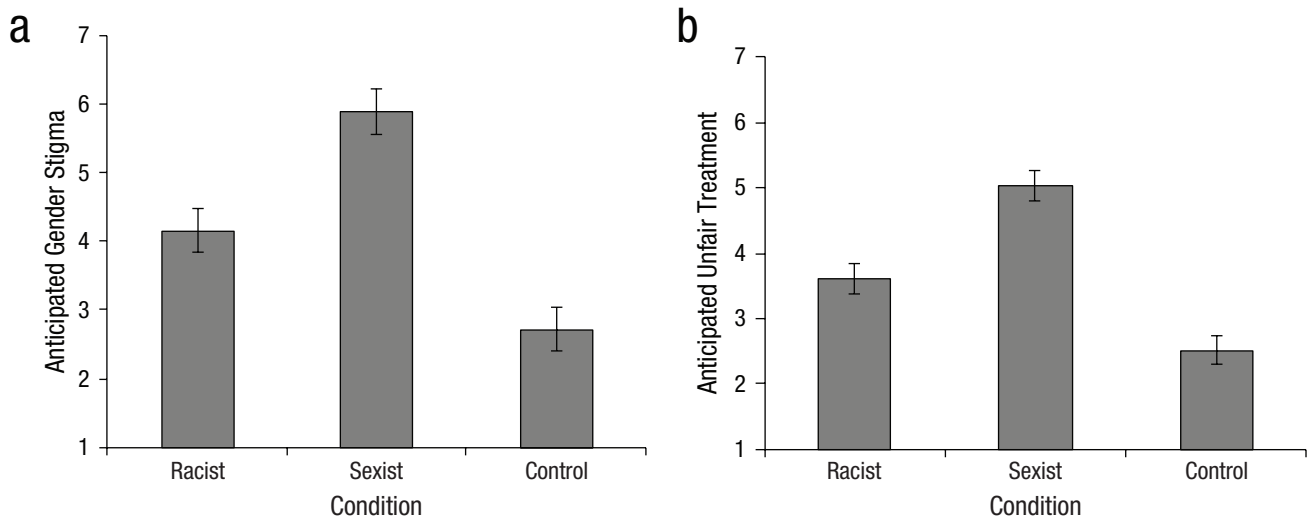 a
7
6
5
4
3
2
1
Anticipated Gender Stigma
Racist Sexist Control
Condition
b
7
6
5
4
3
2
1
Anticipated Unfair Treatment
Racist Sexist Control
Condition